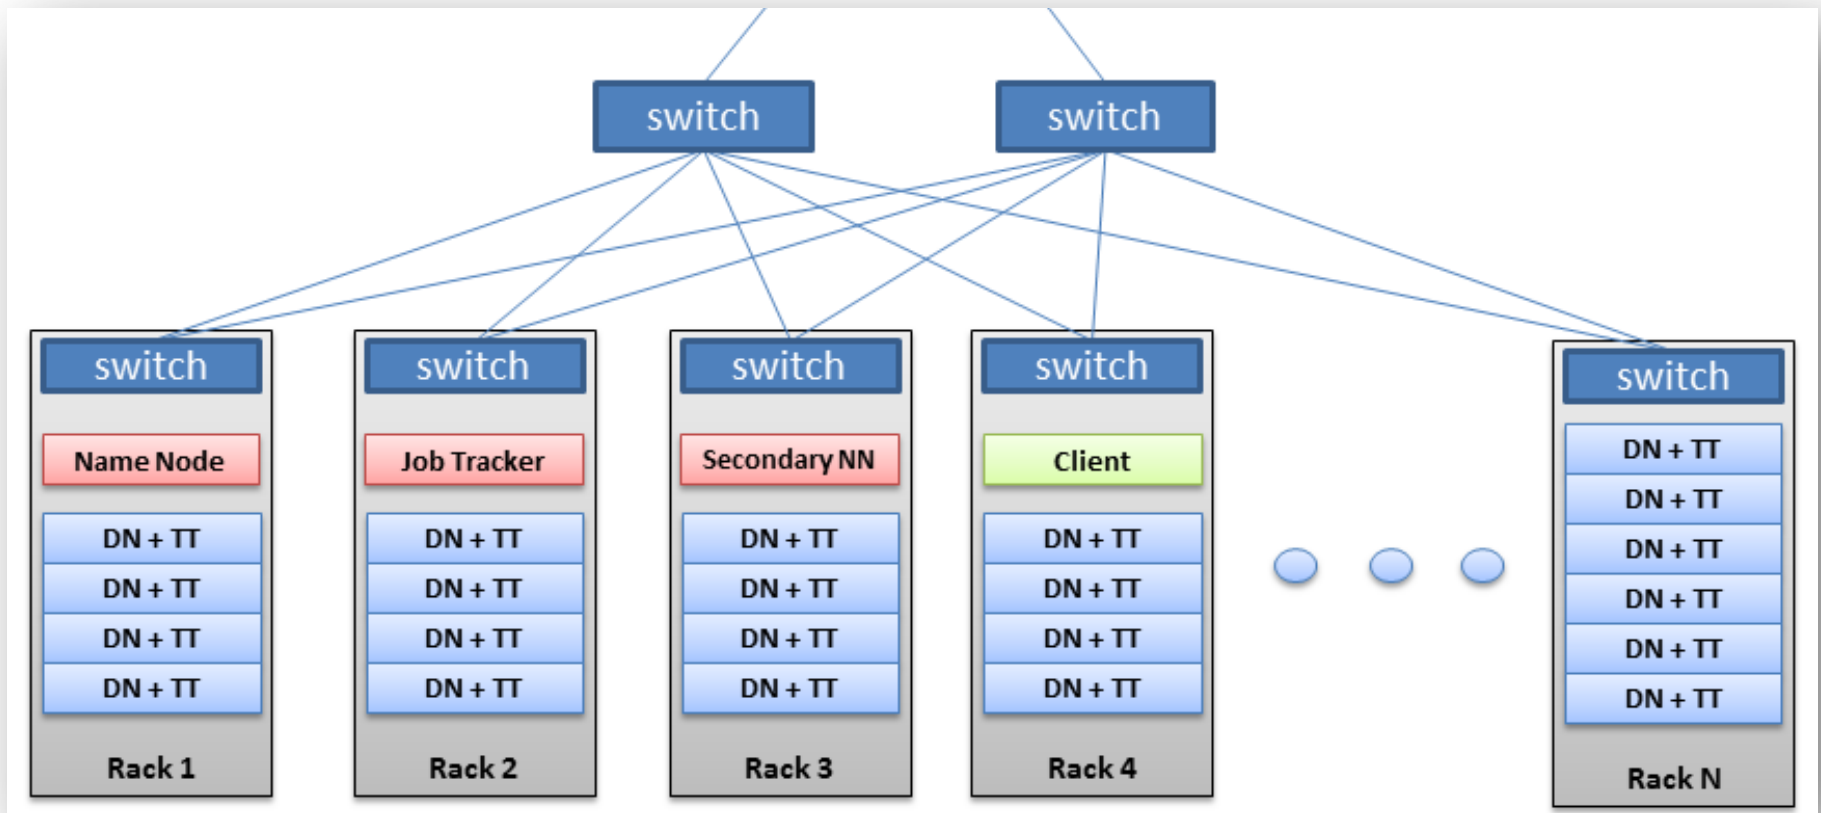 switch switch
switch switch switch switch switch
Name Node Job Tracker Secondary NN Client DN + TT
DN + TT
DN + TT DN + TT DN + TT DN + TT DN + TT
DN + TT DN + TT DN + TT DN + TT DN + TT
DN + TT DN + TT DN + TT DN + TT DN + TT
DN + TT DN + TT DN + TT DN + TT DN + TT
Rack 1 Rack 2 Rack 3 Rack 4 Rack N